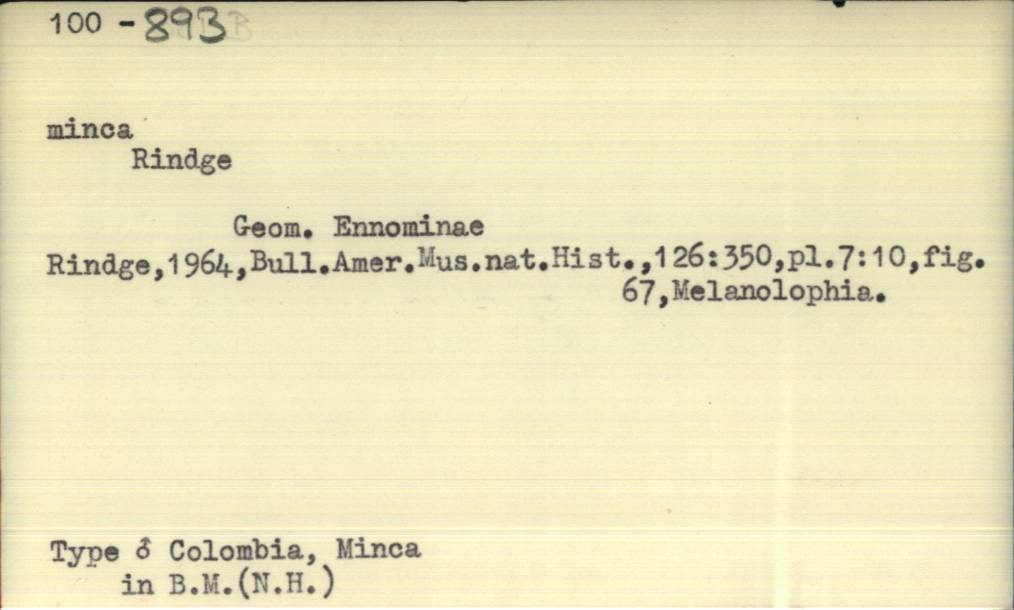 100 - 893
minca
Rindge
Geom. Ennominae
Rindge,1964,Bull.Amer.Mus.nat.Hist.,126:350,pl.7:10,fig.
67,Melanolophia.
Type ♂ Colombia, Minca
in B.M.(N.H.)